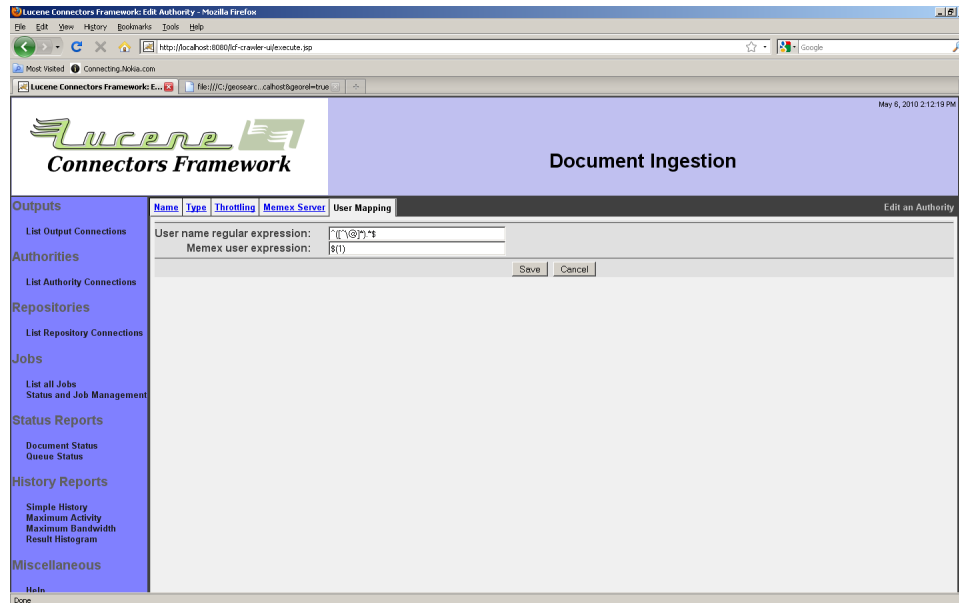 Lucene Connectors Framework: Edit Authority - Mozilla Firefox
File Edit View History Bookmarks Tools Help
http://localhost:8080/lcf-crawler-ui/execute.jsp
Google
Most Visited Connecting.Nokia.com
Lucene Connectors Framework: E... file:///C:/geosearc...calhost&georel=true
May 6, 2010 2:12:19 PM
Lucene
Connectors Framework
Document Ingestion
Outputs
Name Type Throttling Memex Server User Mapping
Edit an Authority
List Output Connections
User name regular expression: ^([^\@]*).*$
Memex user expression: $(1)
Save Cancel
Authorities
List Authority Connections
Repositories
List Repository Connections
Jobs
List all Jobs
Status and Job Management
Status Reports
Document Status
Queue Status
History Reports
Simple History
Maximum Activity
Maximum Bandwidth
Result Histogram
Miscellaneous
Help
Done